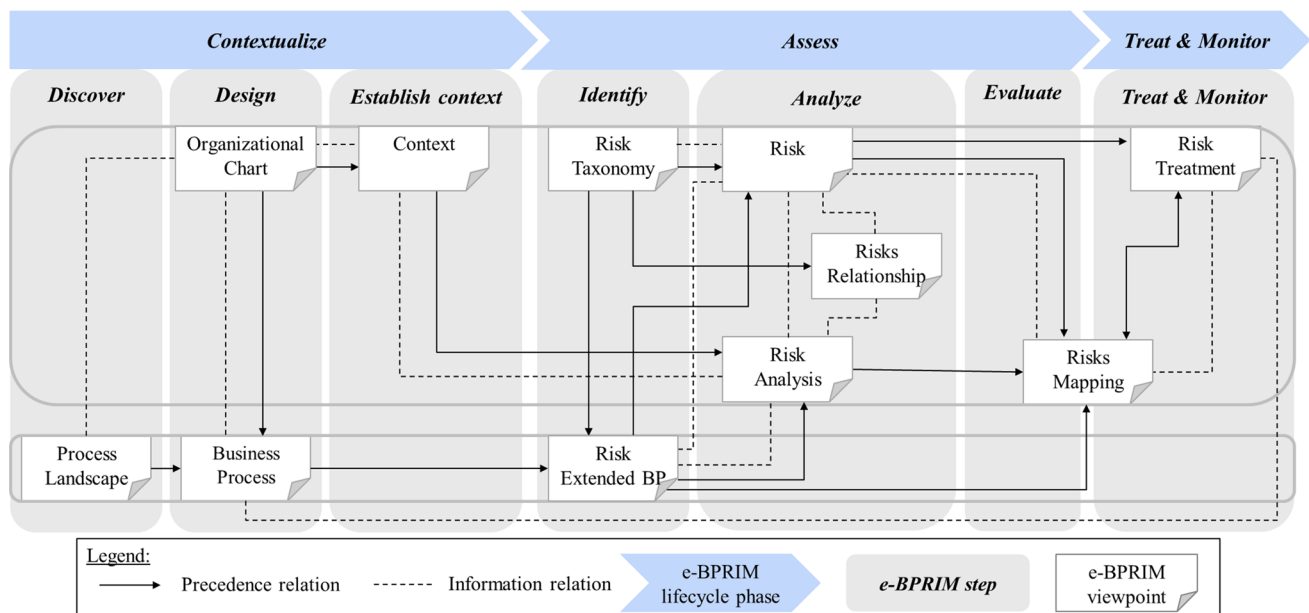 Contextualize
Assess
Treat & Monitor
Discover
Design
Establish context
Identify
Analyze
Evaluate
Treat & Monitor
Organizational
Chart
Context
Risk
Taxonomy
Risk
Risk
Treatment
Risks
Relationship
Risk
Analysis
Risks
Mapping
Process
Landscape
Business
Process
Risk
Extended BP
Legend:
Precedence relation
Information relation
e-BPRIM
lifecycle phase
e-BPRIM step
e-BPRIM
viewpoint